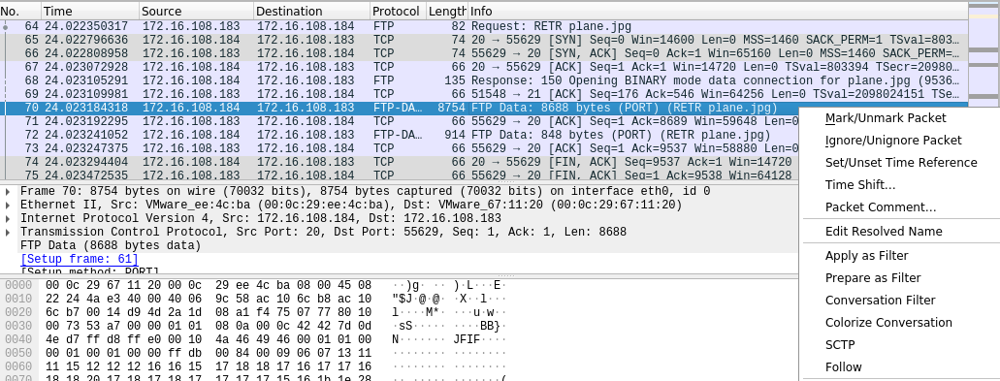 No. Time Source Destination Protocol Length Info
64 24.022350317 172.16.108.183 172.16.108.184 FTP 82 Request: RETR plane.jpg
65 24.022796636 172.16.108.184 172.16.108.183 TCP 74 20 → 55629 [SYN] Seq=0 Win=14600 Len=0 MSS=1460 SACK_PERM=1 TSval=803…
66 24.022808958 172.16.108.183 172.16.108.184 TCP 74 55629 → 20 [SYN, ACK] Seq=0 Ack=1 Win=65160 Len=0 MSS=1460 SACK_PERM=…
67 24.023072928 172.16.108.184 172.16.108.183 TCP 66 20 → 55629 [ACK] Seq=1 Ack=1 Win=14720 Len=0 TSval=803394 TSecr=20980…
68 24.023105291 172.16.108.184 172.16.108.183 FTP 135 Response: 150 Opening BINARY mode data connection for plane.jpg (9536…
69 24.023109981 172.16.108.183 172.16.108.184 TCP 66 51548 → 21 [ACK] Seq=176 Ack=546 Win=64256 Len=0 TSval=2098024151 TSe…
70 24.023184318 172.16.108.184 172.16.108.183 FTP-DA… 8754 FTP Data: 8688 bytes (PORT) (RETR plane.jpg)
71 24.023192295 172.16.108.183 172.16.108.184 TCP 66 55629 → 20 [ACK] Seq=1 Ack=8689 Win=59648 Len=0
72 24.023241052 172.16.108.184 172.16.108.183 FTP-DA… 914 FTP Data: 848 bytes (PORT) (RETR plane.jpg)
73 24.023247375 172.16.108.183 172.16.108.184 TCP 66 55629 → 20 [ACK] Seq=1 Ack=9537 Win=58880 Len=0
74 24.023294404 172.16.108.184 172.16.108.183 TCP 66 20 → 55629 [FIN, ACK] Seq=9537 Ack=1 Win=14720
75 24.023472535 172.16.108.183 172.16.108.184 TCP 66 55629 → 20 [FIN, ACK] Seq=1 Ack=9538 Win=64128
Mark/Unmark Packet
Ignore/Unignore Packet
Set/Unset Time Reference
Time Shift…
Packet Comment…
Edit Resolved Name
Apply as Filter
Prepare as Filter
Conversation Filter
Colorize Conversation
SCTP
Follow
Frame 70: 8754 bytes on wire (70032 bits), 8754 bytes captured (70032 bits) on interface eth0, id 0
Ethernet II, Src: VMware_ee:4c:ba (00:0c:29:ee:4c:ba), Dst: VMware_67:11:20 (00:0c:29:67:11:20)
Internet Protocol Version 4, Src: 172.16.108.184, Dst: 172.16.108.183
Transmission Control Protocol, Src Port: 20, Dst Port: 55629, Seq: 1, Ack: 1, Len: 8688
FTP Data (8688 bytes data)
[Setup frame: 61]
[Setup method: PORT]
0000 00 0c 29 67 11 20 00 0c 29 ee 4c ba 08 00 45 08 ··)g· ·· )·L···E·
0010 22 24 4a e3 40 00 40 06 9c 58 ac 10 6c b8 ac 10 "$J·@·@· ·X··l···
0020 6c b7 00 14 d9 4d 2a 1d 08 a1 f4 75 07 77 80 10 l····M*· ···u·w··
0030 00 73 53 a7 00 00 01 01 08 0a 00 0c 42 42 7d 0d ·sS····· ····BB}·
0040 4e d7 ff d8 ff e0 00 10 4a 46 49 46 00 01 01 00 N······· JFIF····
0050 00 01 00 01 00 00 ff db 00 84 00 09 06 07 13 11 ········ ········
0060 11 15 12 12 12 16 16 15 17 18 18 17 16 17 17 16 ········ ········
0070 18 18 20 17 18 17 18 17 17 17 17 15 16 1b 1e 28 ·· ····· ·······(